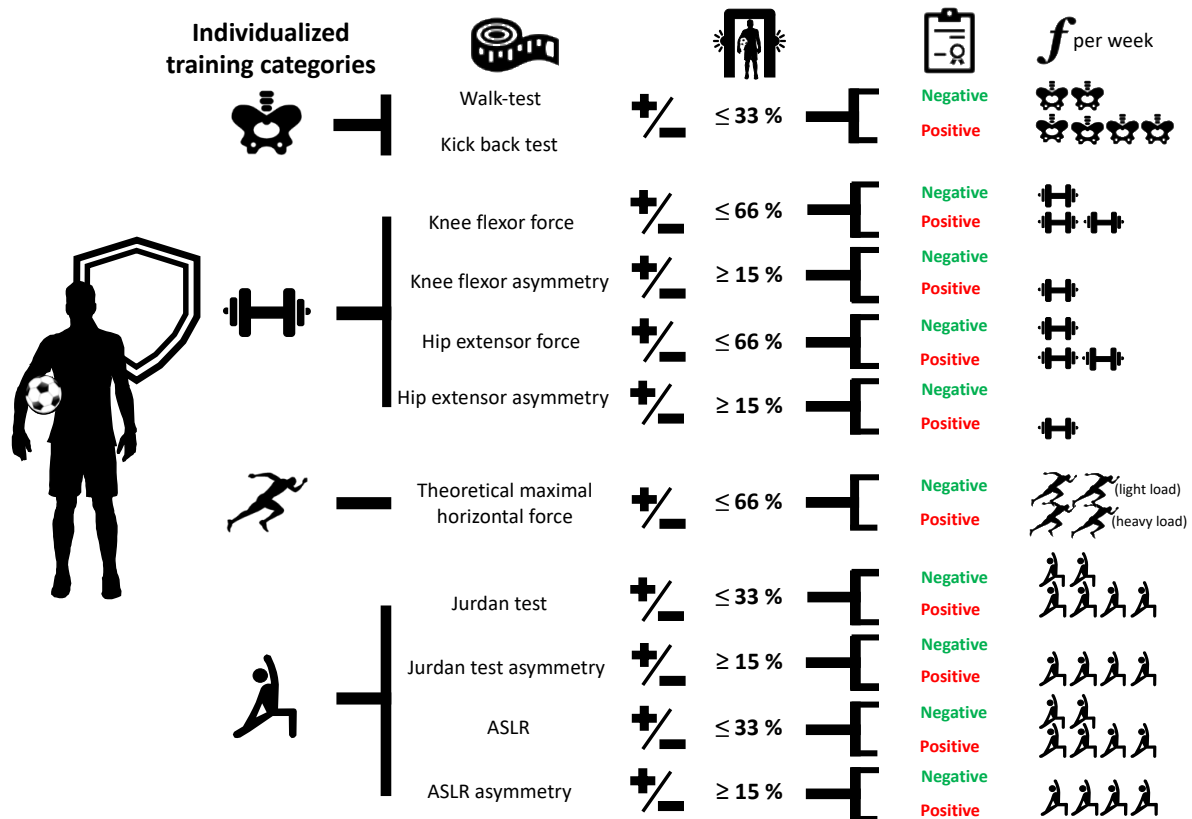 Individualized
training categories
f per week
Walk-test
Kick back test
≤ 33 %
Negative
Positive
Knee flexor force
≤ 66 %
Negative
Positive
Knee flexor asymmetry
≥ 15 %
Negative
Positive
Hip extensor force
≤ 66 %
Negative
Positive
Hip extensor asymmetry
≥ 15 %
Negative
Positive
Theoretical maximal
horizontal force
≤ 66 %
Negative
(light load)
Positive
(heavy load)
Jurdan test
≤ 33 %
Negative
Positive
Jurdan test asymmetry
≥ 15 %
Negative
Positive
ASLR
≤ 33 %
Negative
Positive
ASLR asymmetry
≥ 15 %
Negative
Positive